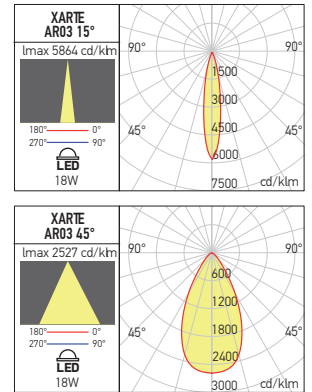 XARTE
AR03 15°
Imax 5864 cd/klm
180° 0°
270° 90°
LED
18W
90° 90°
1500
3000
45° 4500 45°
6000
7500 cd/klm
XARTE
AR03 45°
Imax 2527 cd/klm
180° 0°
270° 90°
LED
18W
90° 90°
600
1200
45° 1800 45°
2400
3000 cd/klm